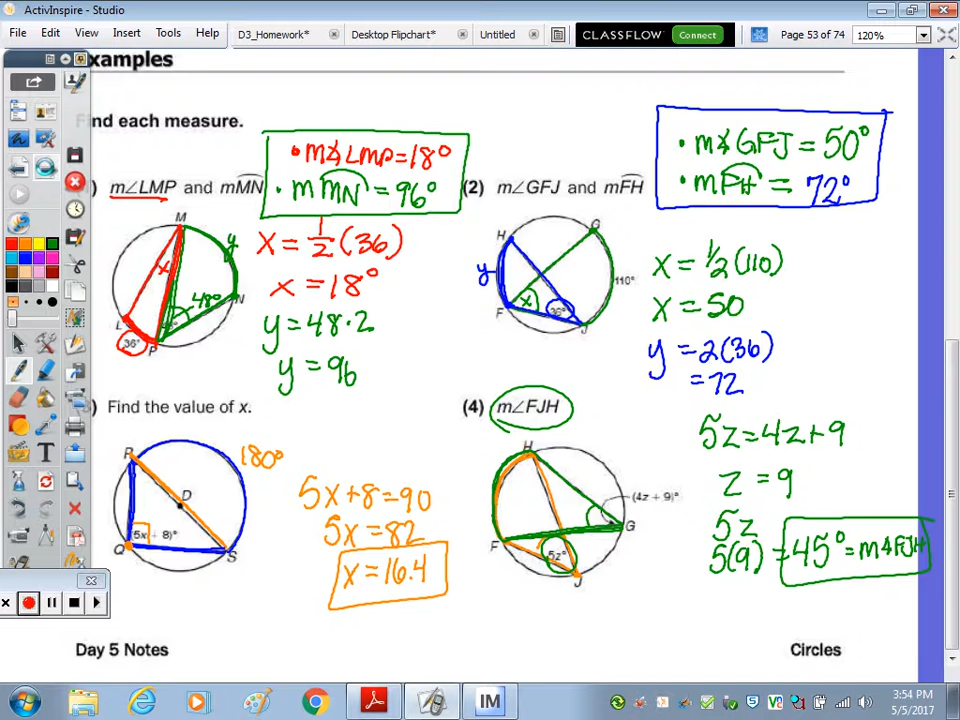 ActivInspire - Studio
File Edit View Insert Tools Help D3_Homework* Desktop Flipchart* Untitled CLASSFLOW Connect Page 53 of 74 120%
xamples
Find each measure.
) m∠LMP and mMN
• m∡LMP=18°
• m MN = 96°
(2) m∠GFJ and mFH
• m∡GFJ = 50°
• mFH = 72°
M
L
P
N
x
y
48°
36°
x = 1/2 (36)
x = 18°
y = 48·2
y = 96
H
G
F
J
y
x
36°
110°
x = 1/2 (110)
x = 50
y = 2(36)
= 72
) Find the value of x.
R
D
Q
S
(5x + 8)°
180°
5x+8=90
5x=82
x=16.4
(4) m∠FJH
H
G
F
J
(4z + 9)°
5z°
5z=4z+9
z = 9
5z
5(9) = 45° = m∡FJH
Day 5 Notes Circles
3:54 PM
5/5/2017
IM